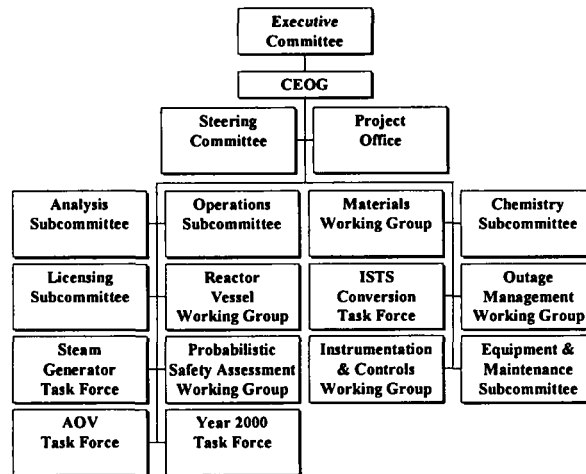 Executive
Committee
CEOG
Steering
Committee
Project
Office
Analysis
Subcommittee
Operations
Subcommittee
Materials
Working Group
Chemistry
Subcommittee
Licensing
Subcommittee
Reactor
Vessel
Working Group
ISTS
Conversion
Task Force
Outage
Management
Working Group
Steam
Generator
Task Force
Probabilistic
Safety Assessment
Working Group
Instrumentation
& Controls
Working Group
Equipment &
Maintenance
Subcommittee
AOV
Task Force
Year 2000
Task Force